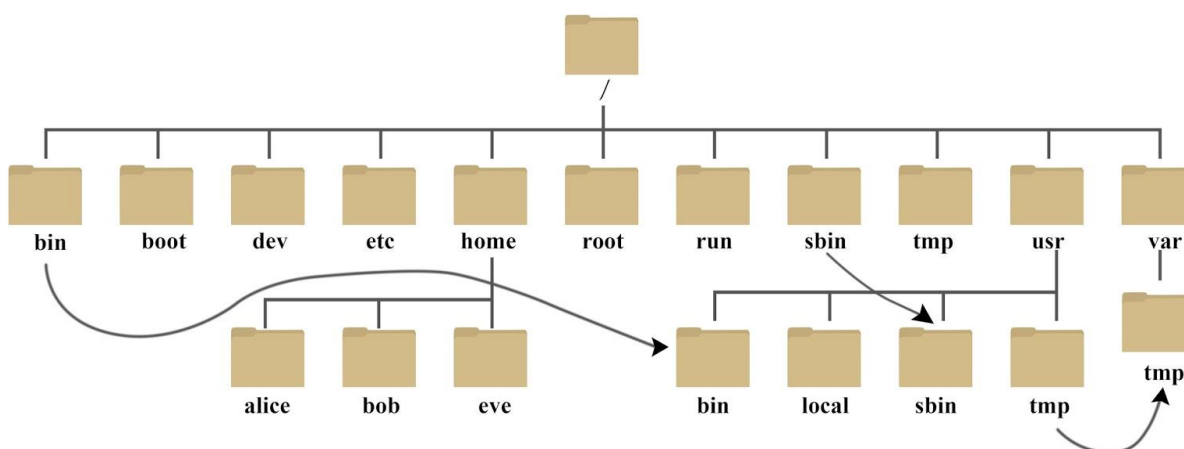 /
bin boot dev etc home root run sbin tmp usr var
tmp
alice bob eve bin local sbin tmp